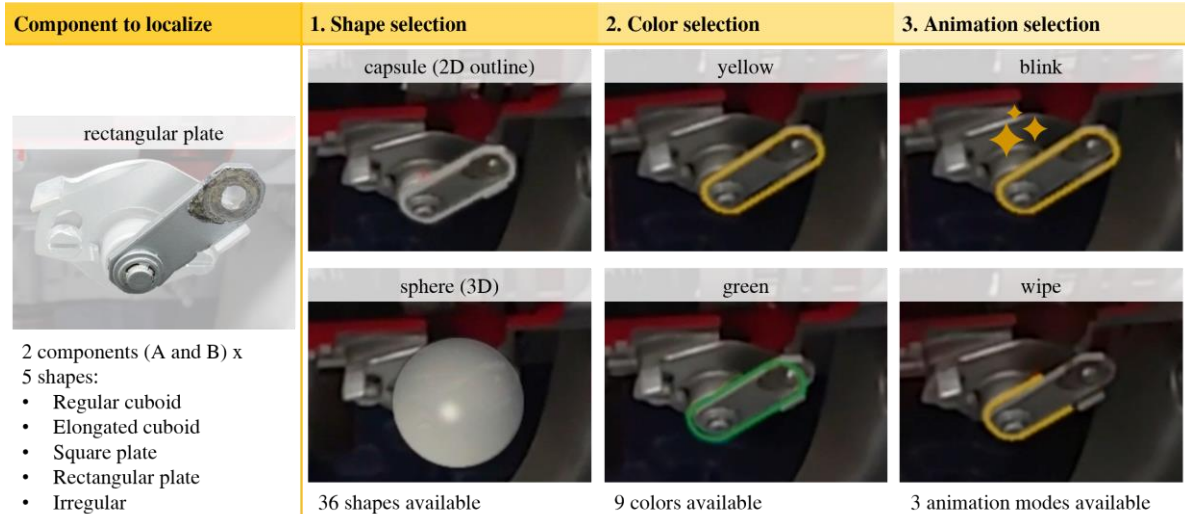 Component to localize
1. Shape selection
2. Color selection
3. Animation selection
rectangular plate
capsule (2D outline)
yellow
blink
sphere (3D)
green
wipe
2 components (A and B) x
5 shapes:
• Regular cuboid
• Elongated cuboid
• Square plate
• Rectangular plate
• Irregular
36 shapes available
9 colors available
3 animation modes available